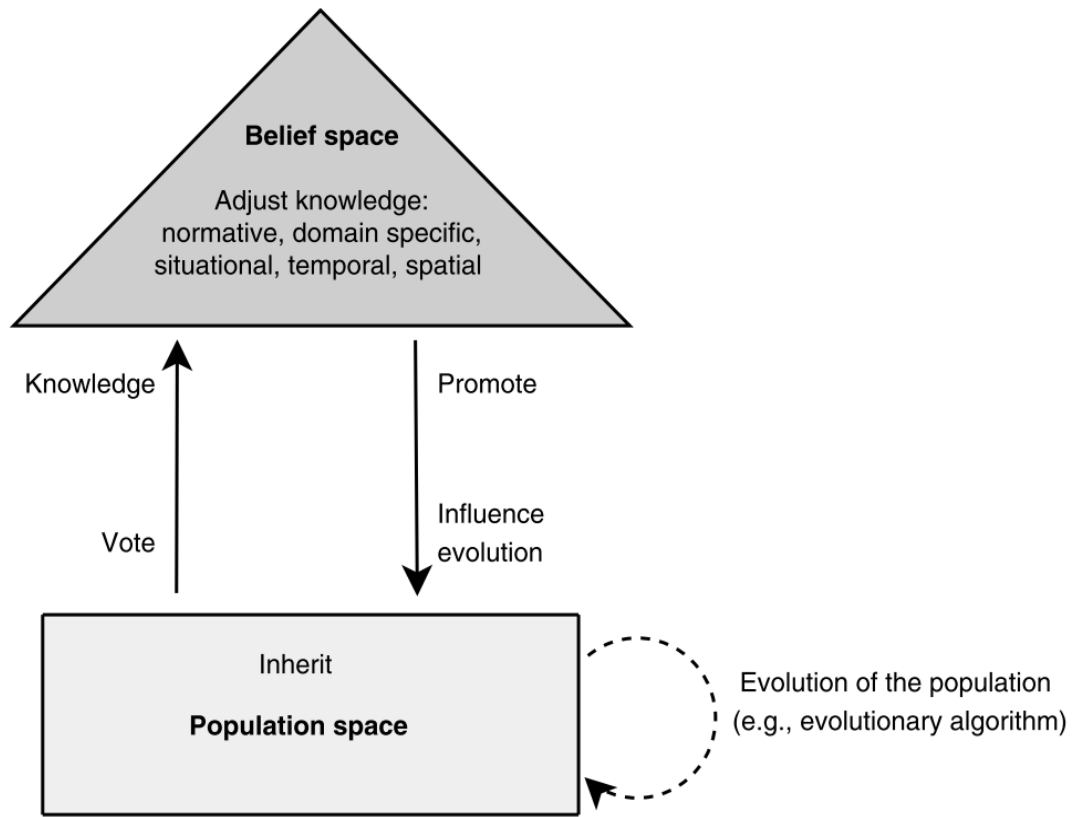 Belief space
Adjust knowledge:
normative, domain specific,
situational, temporal, spatial
Knowledge
Promote
Vote
Influence
evolution
Inherit
Population space
Evolution of the population
(e.g., evolutionary algorithm)